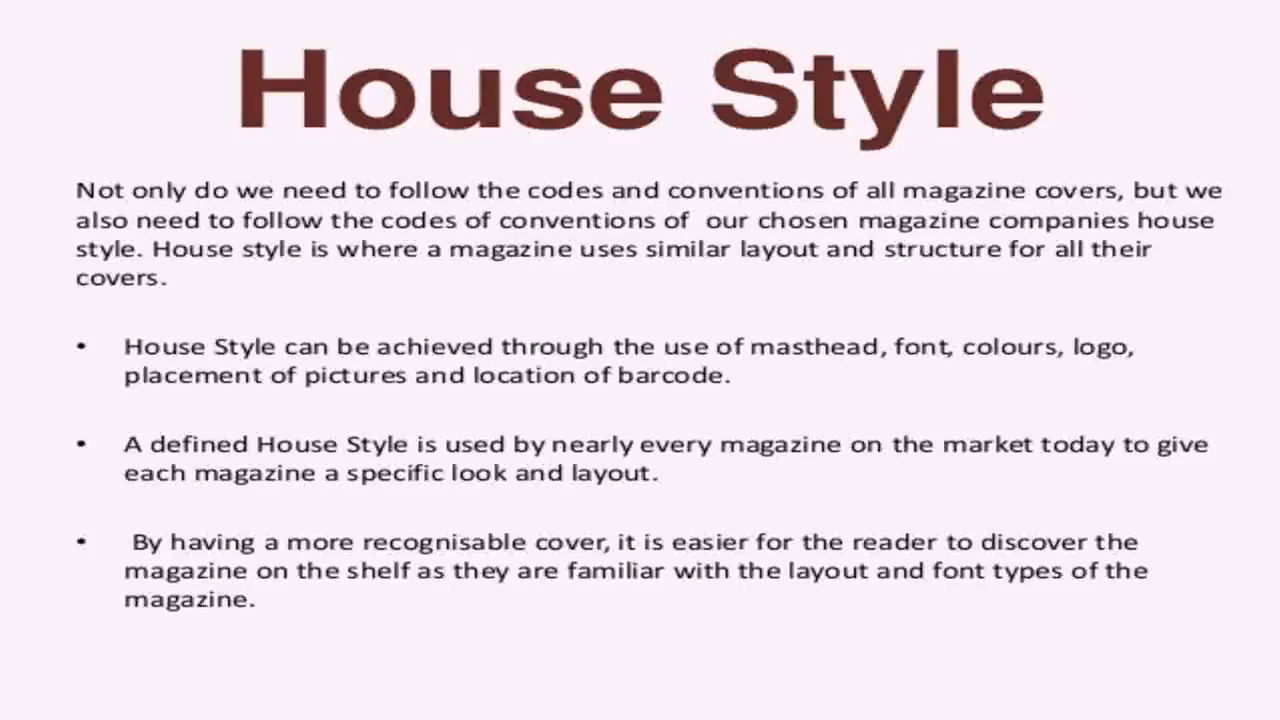 House Style
Not only do we need to follow the codes and conventions of all magazine covers, but we
also need to follow the codes of conventions of our chosen magazine companies house
style. House style is where a magazine uses similar layout and structure for all their
covers.
• House Style can be achieved through the use of masthead, font, colours, logo,
placement of pictures and location of barcode.
• A defined House Style is used by nearly every magazine on the market today to give
each magazine a specific look and layout.
• By having a more recognisable cover, it is easier for the reader to discover the
magazine on the shelf as they are familiar with the layout and font types of the
magazine.